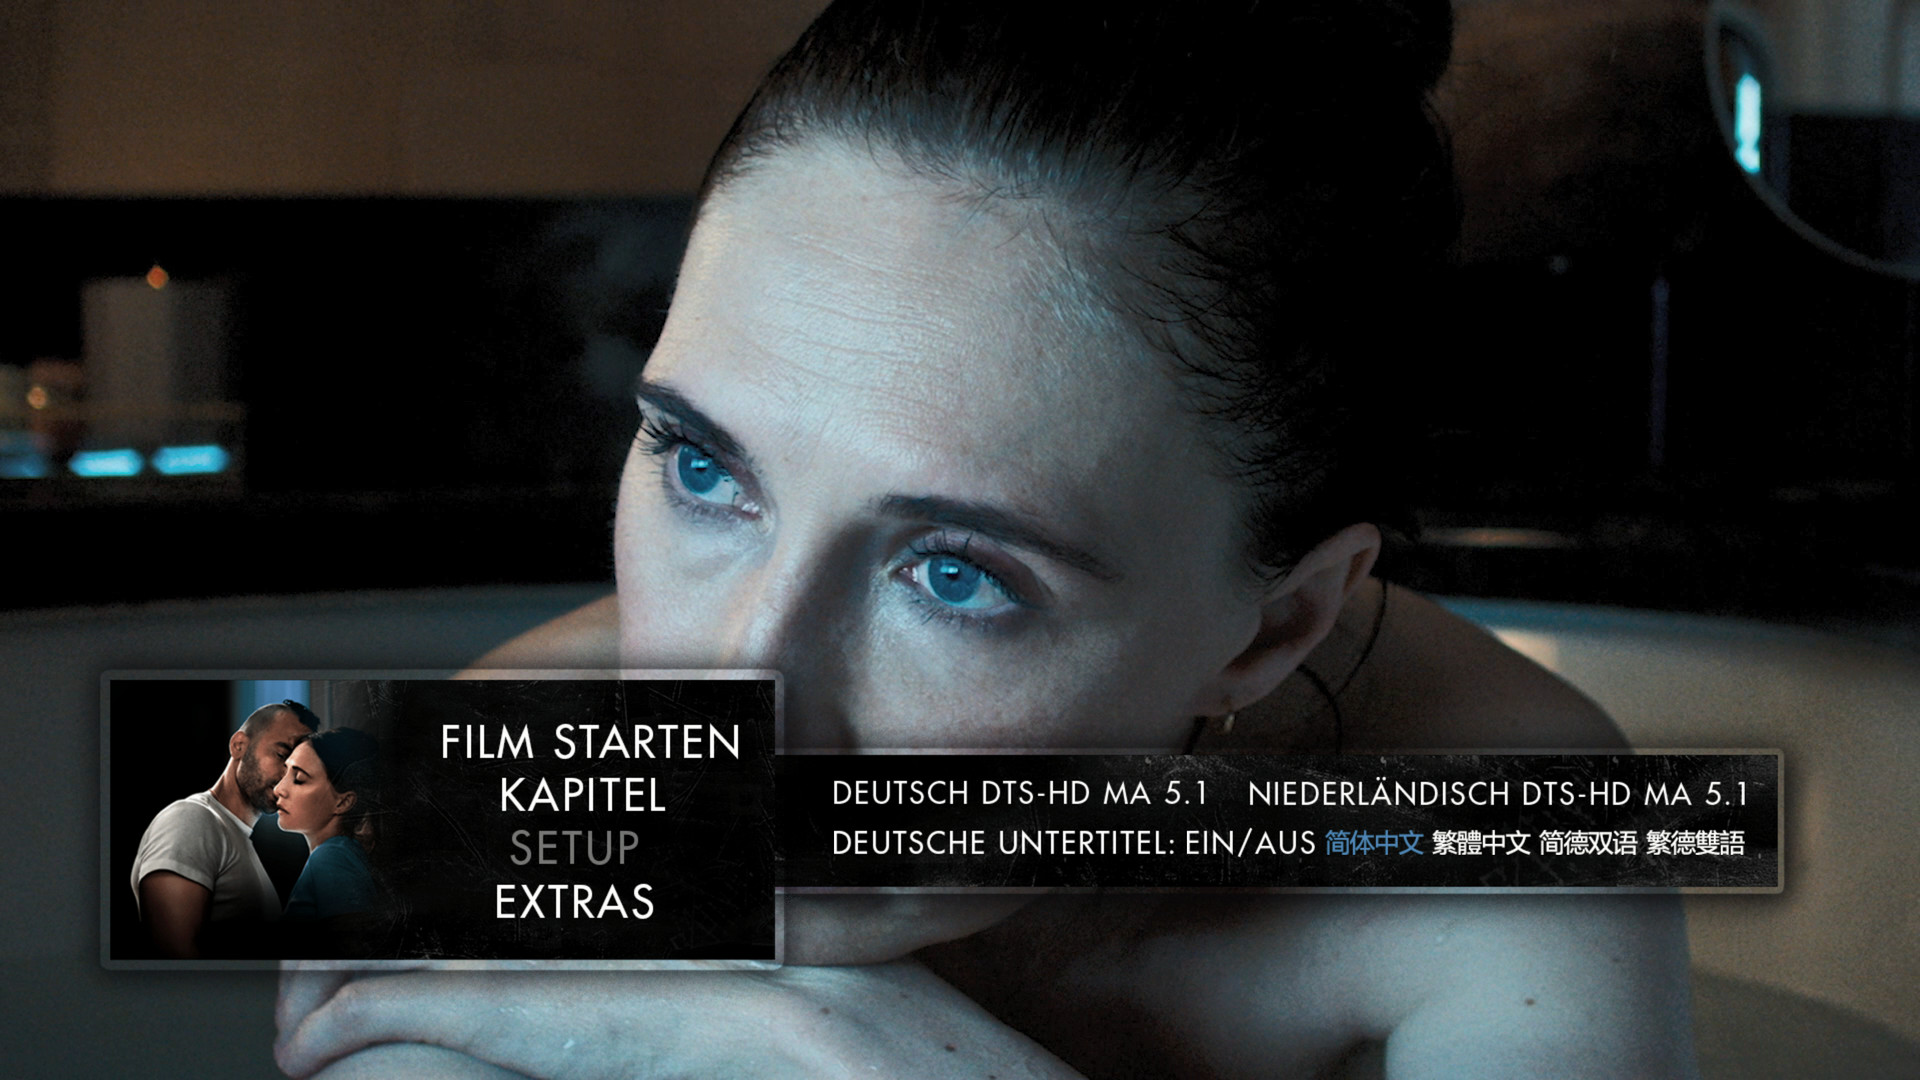 FILM STARTEN
KAPITEL
SETUP
EXTRAS
DEUTSCH DTS-HD MA 5.1 NIEDERLÄNDISCH DTS-HD MA 5.1
DEUTSCHE UNTERTITEL: EIN/AUS 简体中文 繁體中文 简德双语 繁德雙語